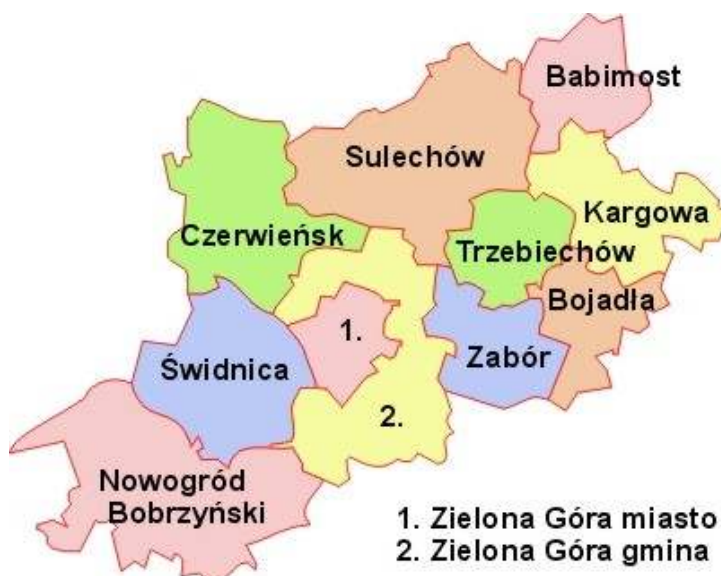 Babimost
Sulechów
Kargowa
Czerwieńsk
Trzebiechów
Bojadła
1.
Zabór
Świdnica
2.
Nowogród
Bobrzyński
1. Zielona Góra miasto
2. Zielona Góra gmina